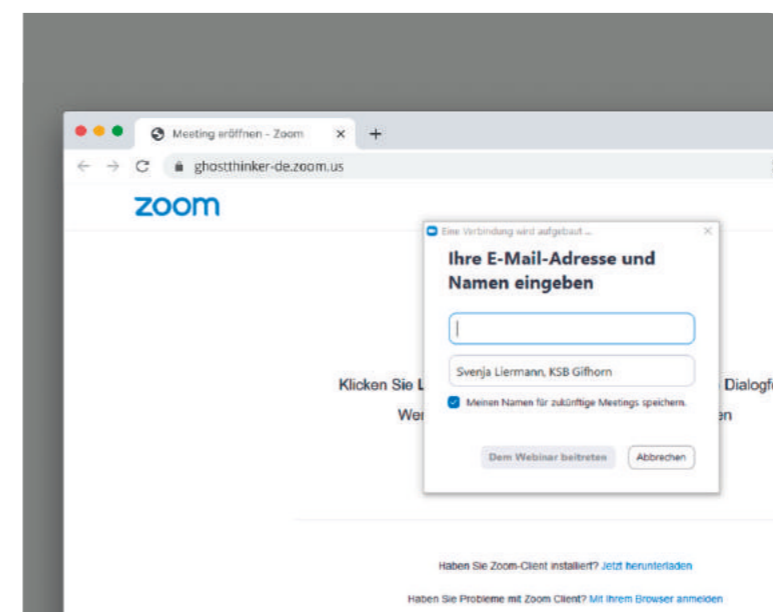 Meeting eröffnen - Zoom
ghostthinker-de.zoom.us
zoom
Eine Verbindung wird aufgebaut ...
Ihre E-Mail-Adresse und
Namen eingeben
Svenja Liermann, KSB Gifhorn
Klicken Sie L
Dialogf
Meinen Namen für zukünftige Meetings speichern.
Wer
en
Dem Webinar beitreten
Abbrechen
Haben Sie Zoom-Client installiert? Jetzt herunterladen
Haben Sie Probleme mit Zoom Client? Mit Ihrem Browser anmelden